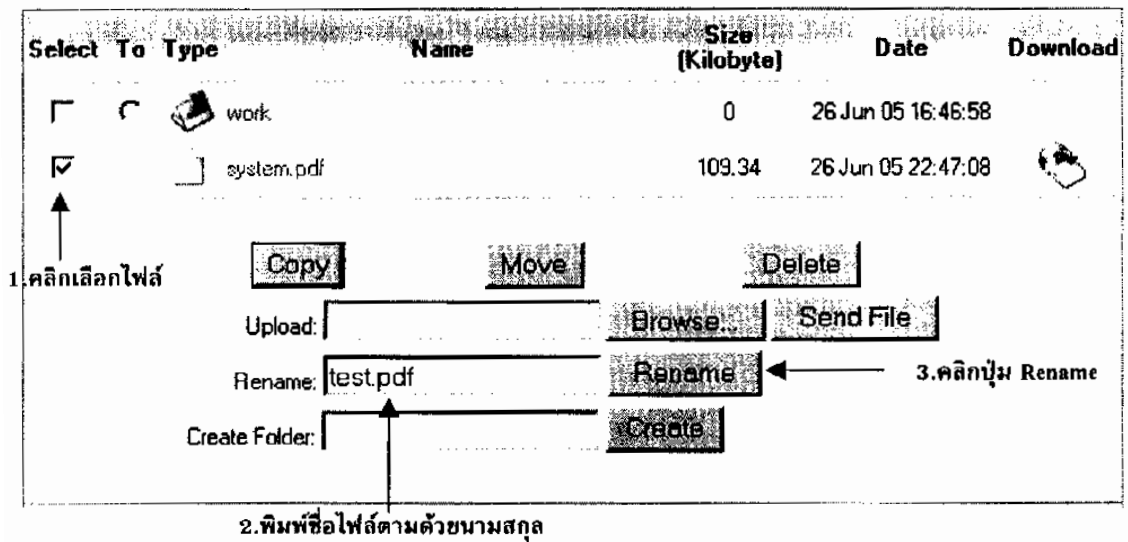 Select To Type Name Size (Kilobyte) Date Download
work 0 26 Jun 05 16:46:58
system.pdf 109.34 26 Jun 05 22:47:08
1.คลิกเลือกไฟล์
Copy Move Delete
Upload: Browse... Send File
Rename: test.pdf Rename 3.คลิกปุ่ม Rename
Create Folder: Create
2.พิมพ์ชื่อไฟล์ตามด้วยนามสกุล